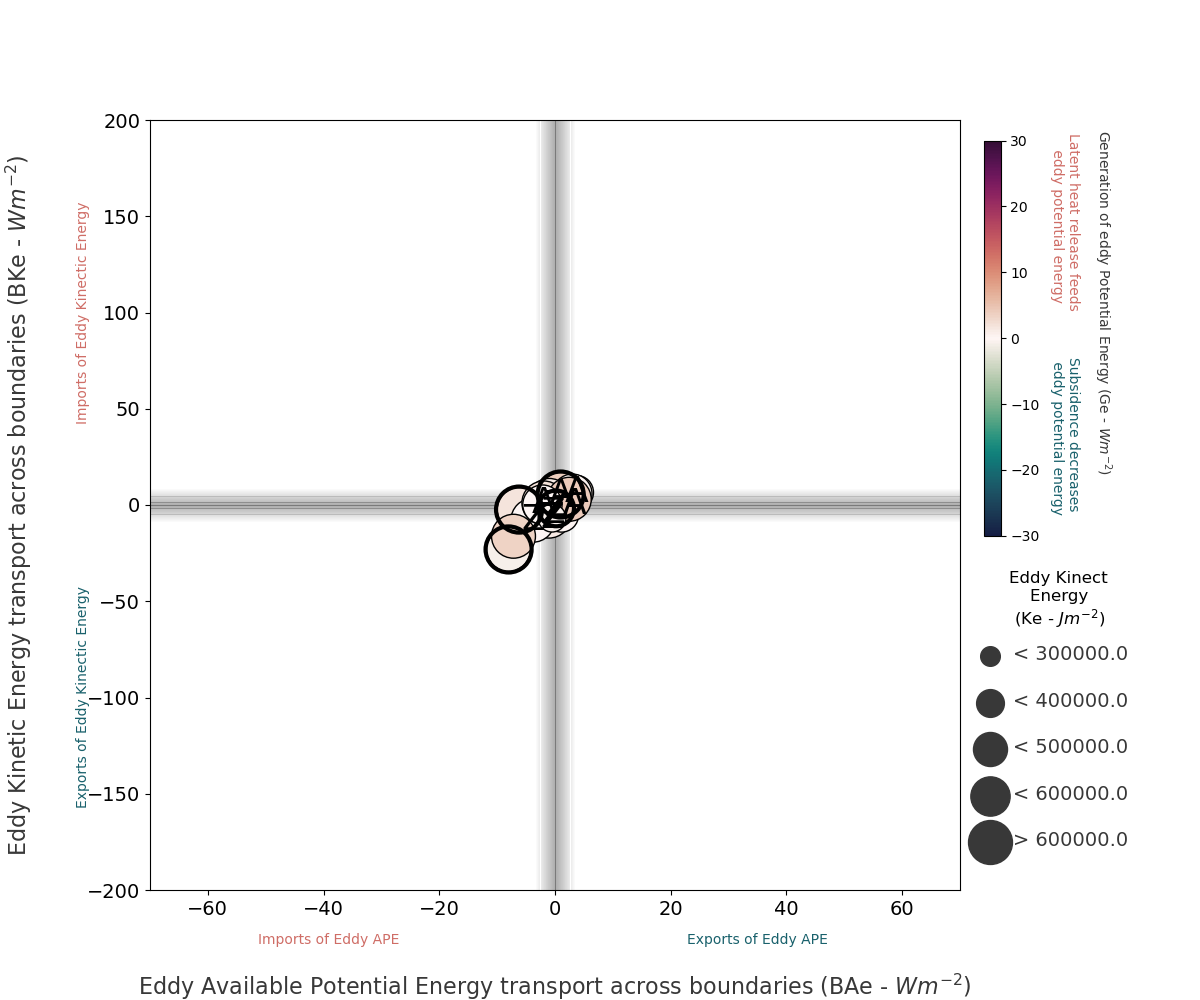 Eddy Kinetic Energy transport across boundaries (BKe - Wm⁻²)
Imports of Eddy Kinectic Energy
Exports of Eddy Kinectic Energy
200
150
100
50
0
−50
−100
−150
−200
−60
−40
−20
0
20
40
60
Imports of Eddy APE
Exports of Eddy APE
Eddy Available Potential Energy transport across boundaries (BAe - Wm⁻²)
30
20
10
0
−10
−20
−30
Latent heat release feeds
eddy potential energy
Subsidence decreases
eddy potential energy
Generation of eddy Potential Energy (Ge - Wm⁻²)
Eddy Kinect
Energy
(Ke - Jm⁻²)
< 300000.0
< 400000.0
< 500000.0
< 600000.0
> 600000.0